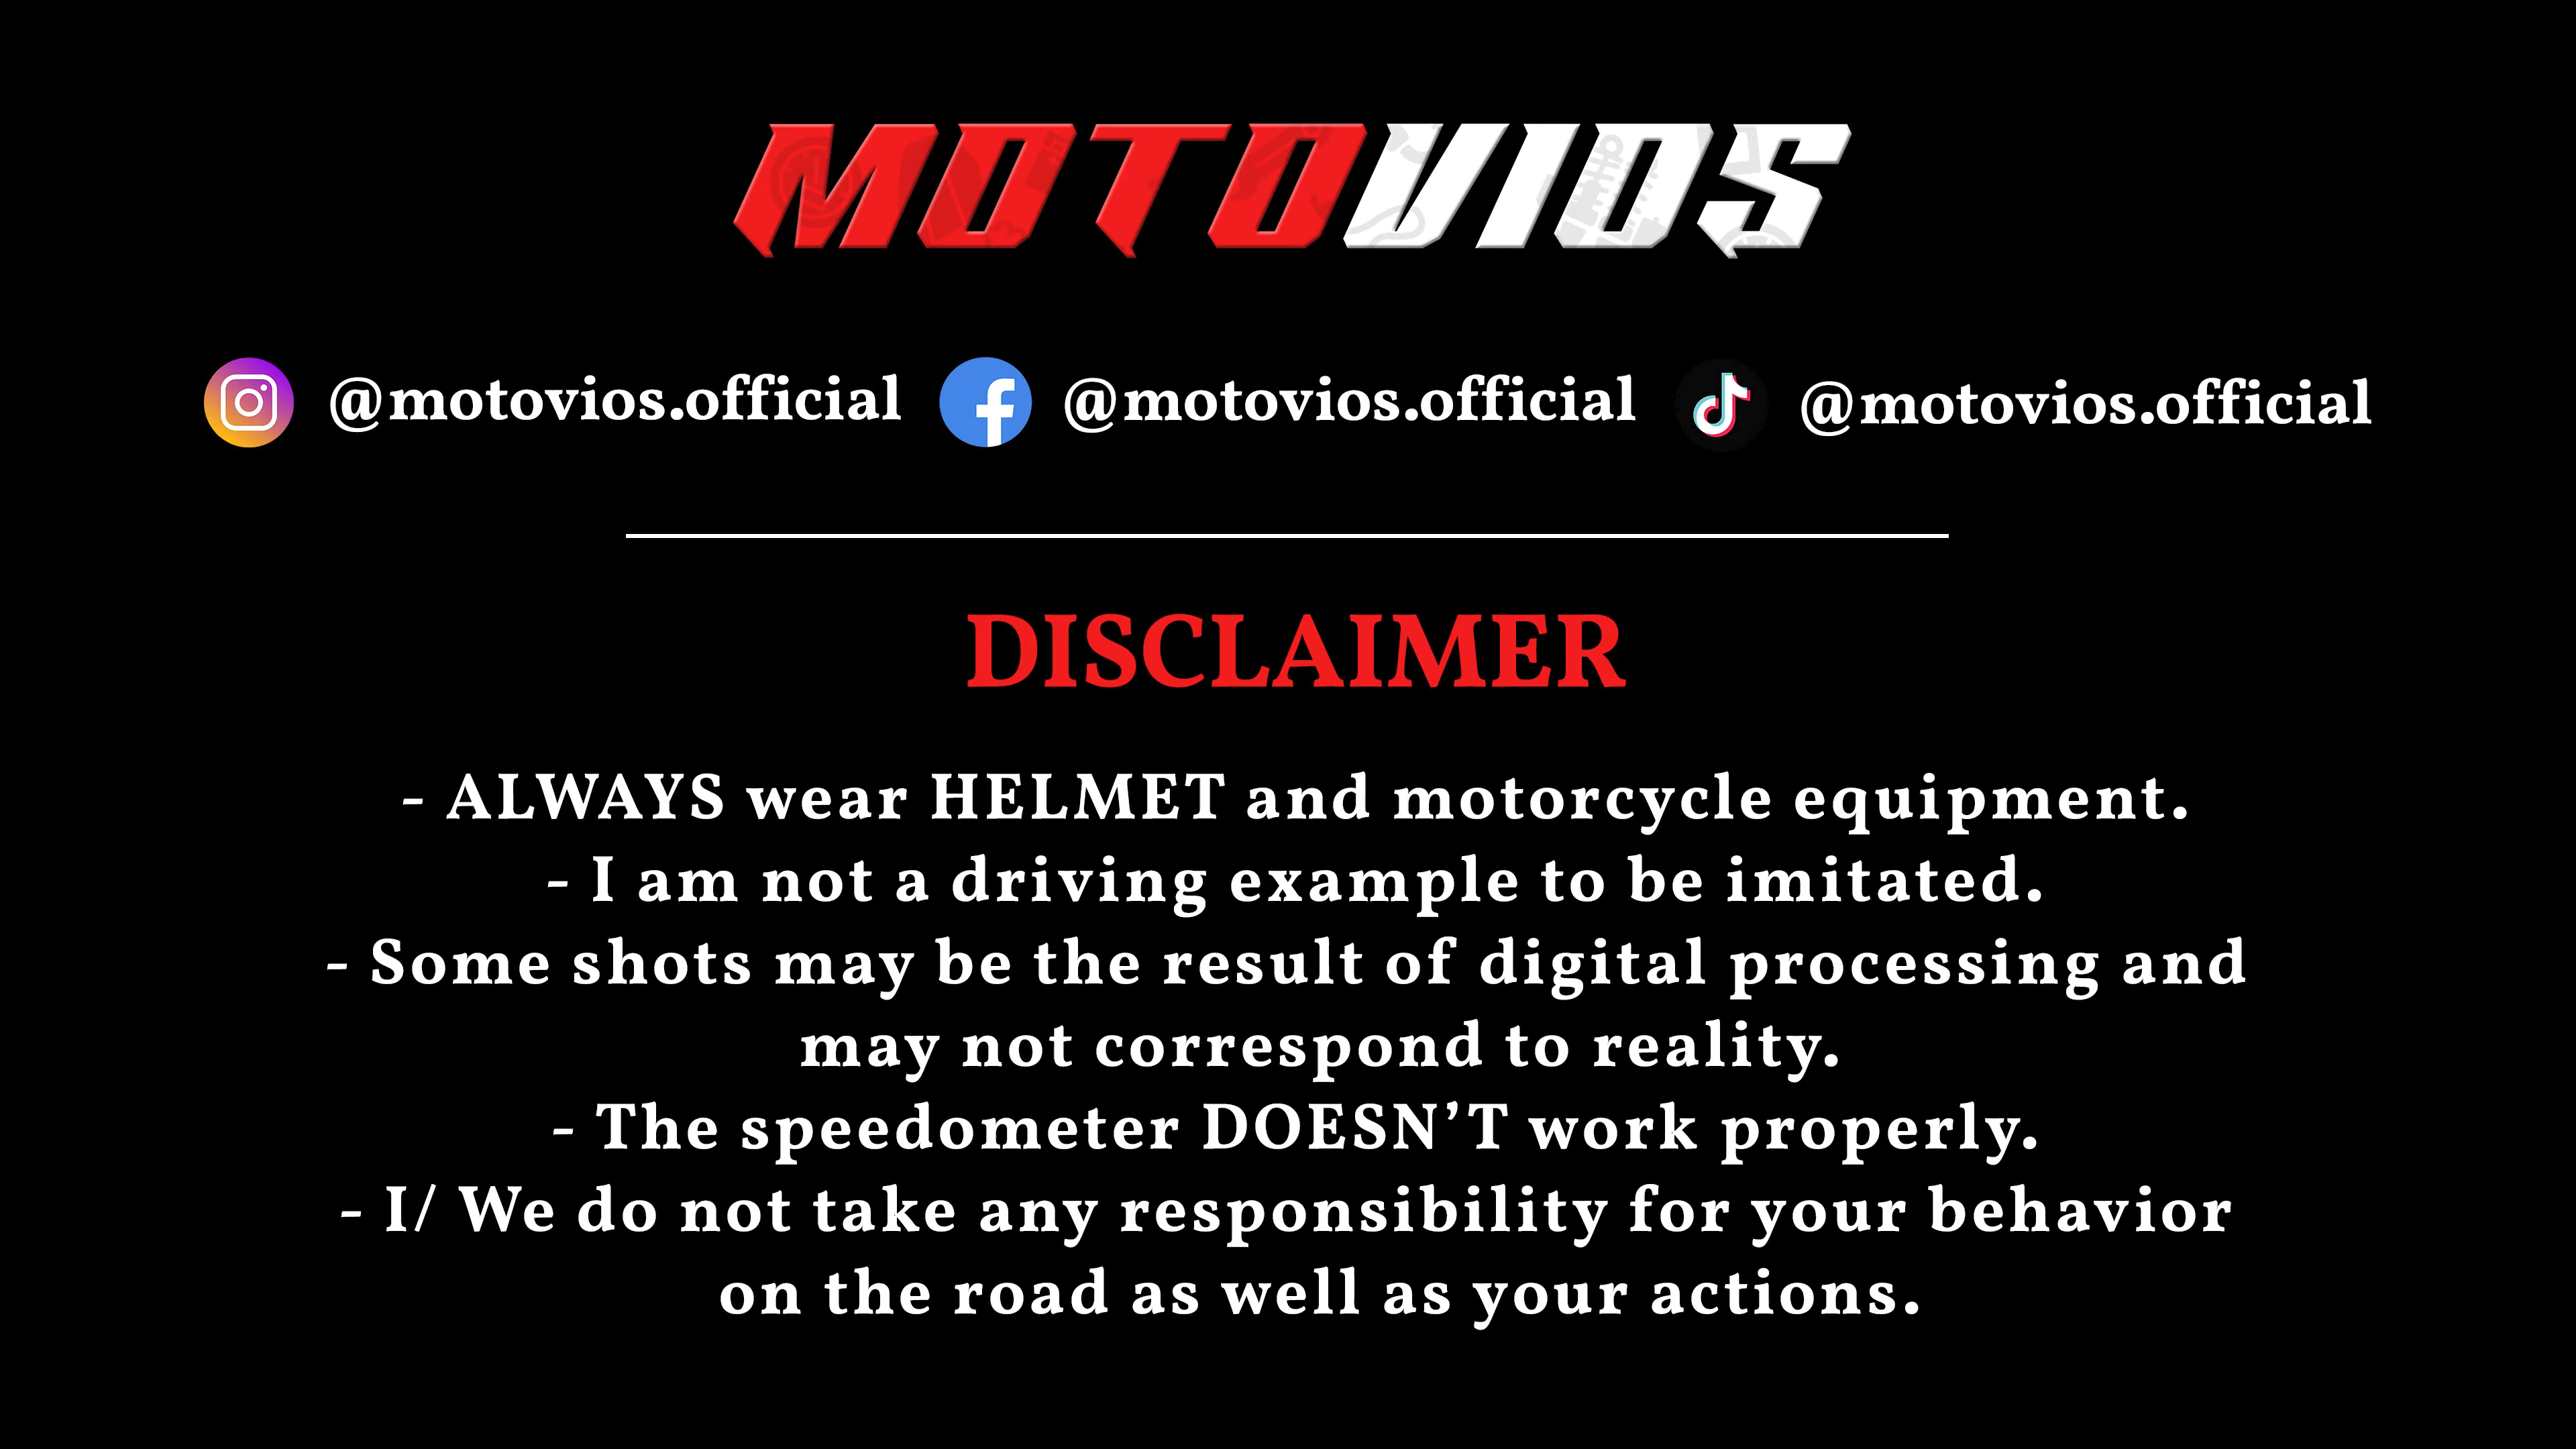 MOTOVIOS
@motovios.official @motovios.official @motovios.official
DISCLAIMER
- ALWAYS wear HELMET and motorcycle equipment.
- I am not a driving example to be imitated.
- Some shots may be the result of digital processing and
may not correspond to reality.
- The speedometer DOESN’T work properly.
- I/ We do not take any responsibility for your behavior
on the road as well as your actions.